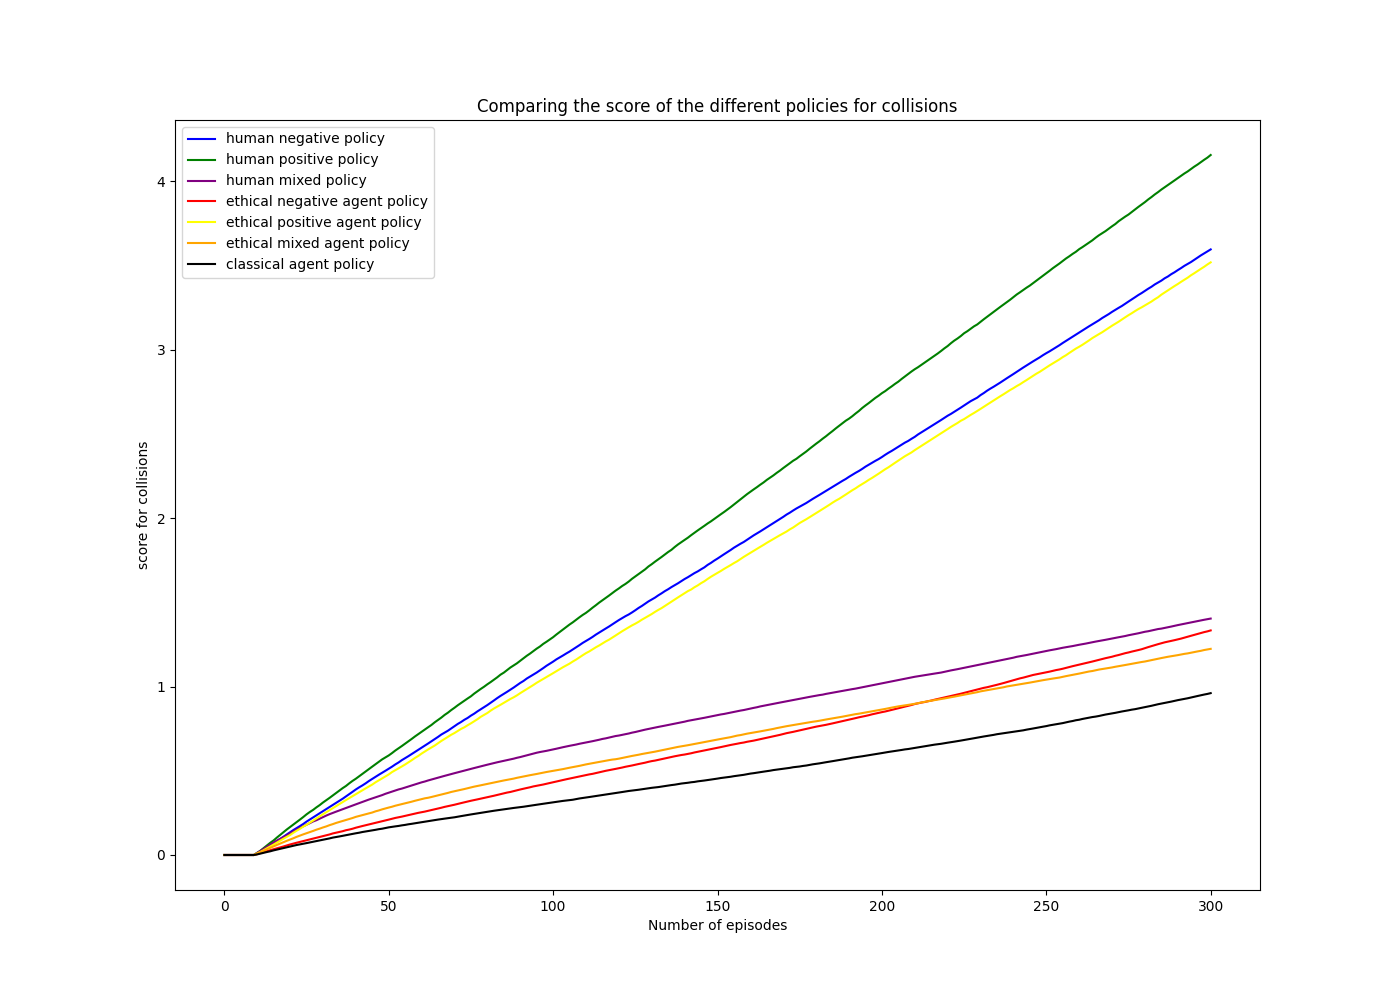 Comparing the score of the different policies for collisions
human negative policy
human positive policy
human mixed policy
ethical negative agent policy
ethical positive agent policy
ethical mixed agent policy
classical agent policy
4
3
2
1
0
score for collisions
0 50 100 150 200 250 300
Number of episodes